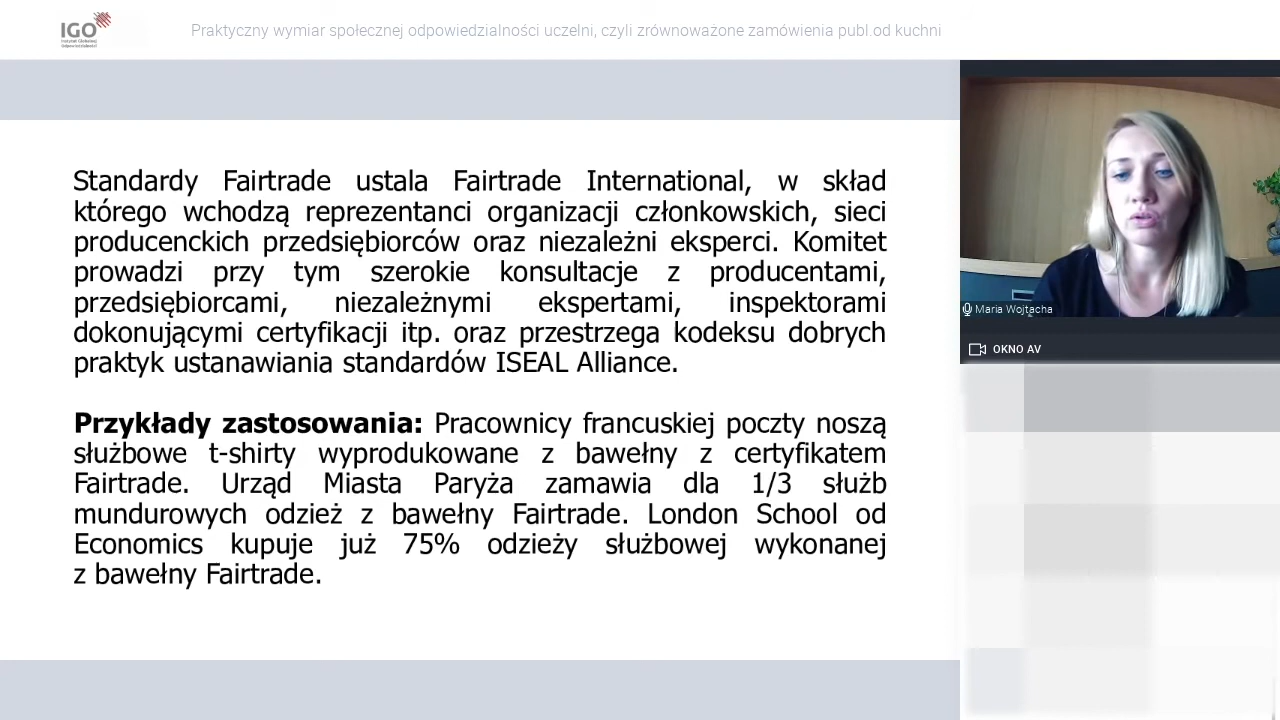 IGO
Instytut Globalnej
Odpowiedzialności
Praktyczny wymiar społecznej odpowiedzialności uczelni, czyli zrównoważone zamówienia publ.od kuchni
Standardy Fairtrade ustala Fairtrade International, w skład
którego wchodzą reprezentanci organizacji członkowskich, sieci
producenckich przedsiębiorców oraz niezależni eksperci. Komitet
prowadzi przy tym szerokie konsultacje z producentami,
przedsiębiorcami, niezależnymi ekspertami, inspektorami
dokonującymi certyfikacji itp. oraz przestrzega kodeksu dobrych
praktyk ustanawiania standardów ISEAL Alliance.
Przykłady zastosowania: Pracownicy francuskiej poczty noszą
służbowe t-shirty wyprodukowane z bawełny z certyfikatem
Fairtrade. Urząd Miasta Paryża zamawia dla 1/3 służb
mundurowych odzież z bawełny Fairtrade. London School od
Economics kupuje już 75% odzieży służbowej wykonanej
z bawełny Fairtrade.
Maria Wojtacha
OKNO AV